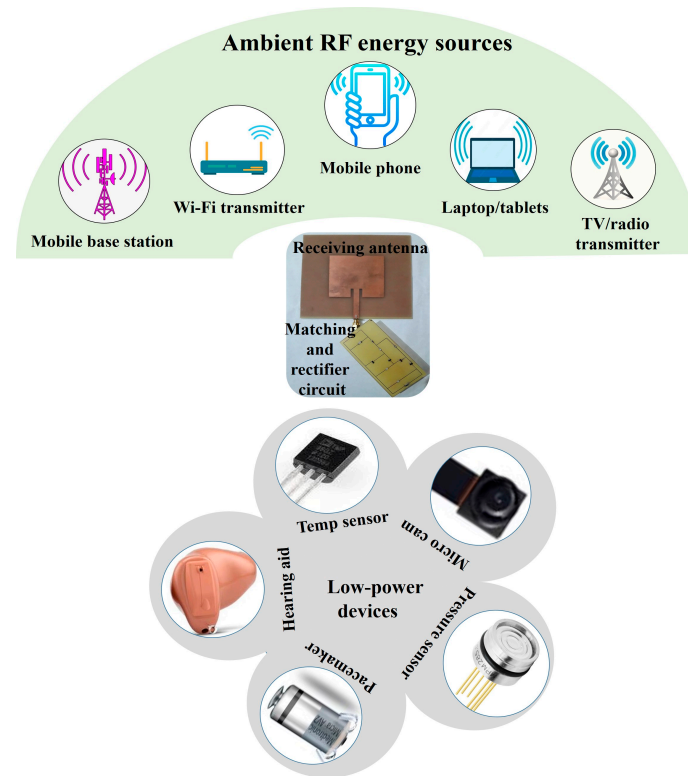 Ambient RF energy sources
Mobile phone
Wi-Fi transmitter
Laptop/tablets
Mobile base station
TV/radio
transmitter
Receiving antenna
Matching
and
rectifier
circuit
Temp sensor
Micro cam
Hearing aid
Low-power
devices
Pressure sensor
Pacemaker